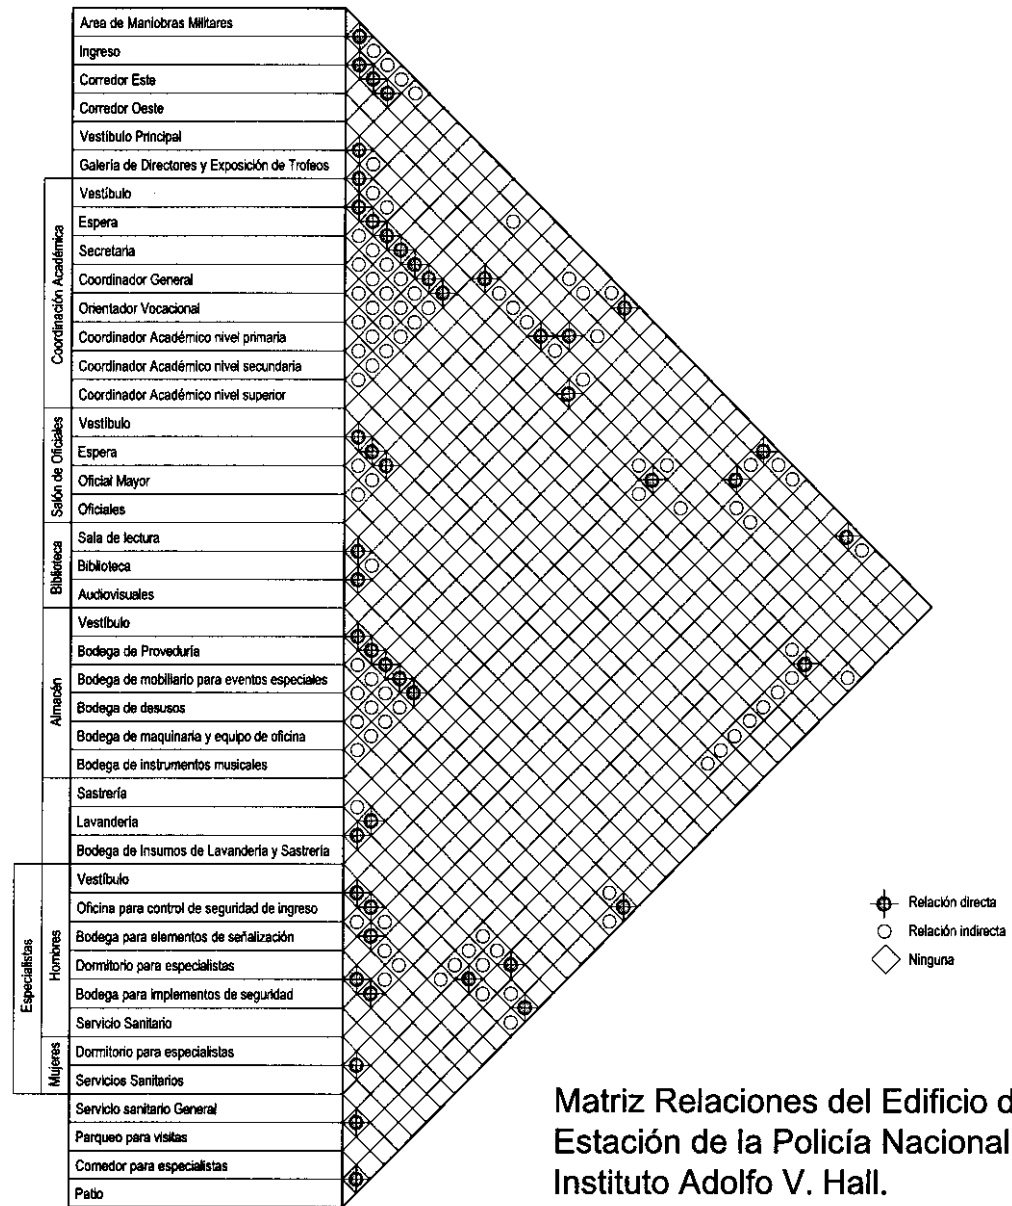 Area de Maniobras Militares
Ingreso
Corredor Este
Corredor Oeste
Vestíbulo Principal
Galería de Directores y Exposición de Trofeos
Coordinación Académica
Vestíbulo
Espera
Secretaria
Coordinador General
Orientador Vocacional
Coordinador Académico nivel primaria
Coordinador Académico nivel secundaria
Coordinador Académico nivel superior
Salón de Oficiales
Vestíbulo
Espera
Oficial Mayor
Oficiales
Biblioteca
Sala de lectura
Biblioteca
Audiovisuales
Almacén
Vestíbulo
Bodega de Proveduría
Bodega de mobiliario para eventos especiales
Bodega de desusos
Bodega de maquinaria y equipo de oficina
Bodega de instrumentos musicales
Sastrería
Lavandería
Bodega de Insumos de Lavandería y Sastrería
Especialistas
Hombres
Vestíbulo
Oficina para control de seguridad de ingreso
Bodega para elementos de señalización
Dormitorio para especialistas
Bodega para implementos de seguridad
Servicio Sanitario
Mujeres
Dormitorio para especialistas
Servicios Sanitarios
Servicio sanitario General
Parqueo para visitas
Comedor para especialistas
Patio
Relación directa
Relación indirecta
Ninguna
Matriz Relaciones del Edificio d
Estación de la Policía Nacional
Instituto Adolfo V. Hall.